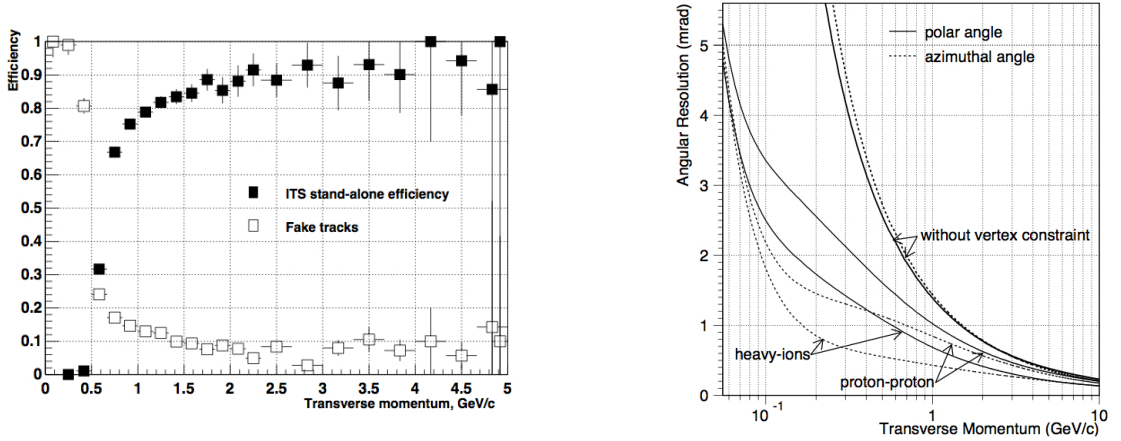 Efficiency
1
0.9
0.8
0.7
0.6
0.5
0.4
0.3
0.2
0.1
0
ITS stand-alone efficiency
Fake tracks
0 0.5 1 1.5 2 2.5 3 3.5 4 4.5 5
Transverse momentum, GeV/c
Angular Resolution (mrad)
5
4
3
2
1
0
polar angle
azimuthal angle
without vertex constraint
heavy-ions
proton-proton
10⁻¹ 1 10
Transverse Momentum (GeV/c)